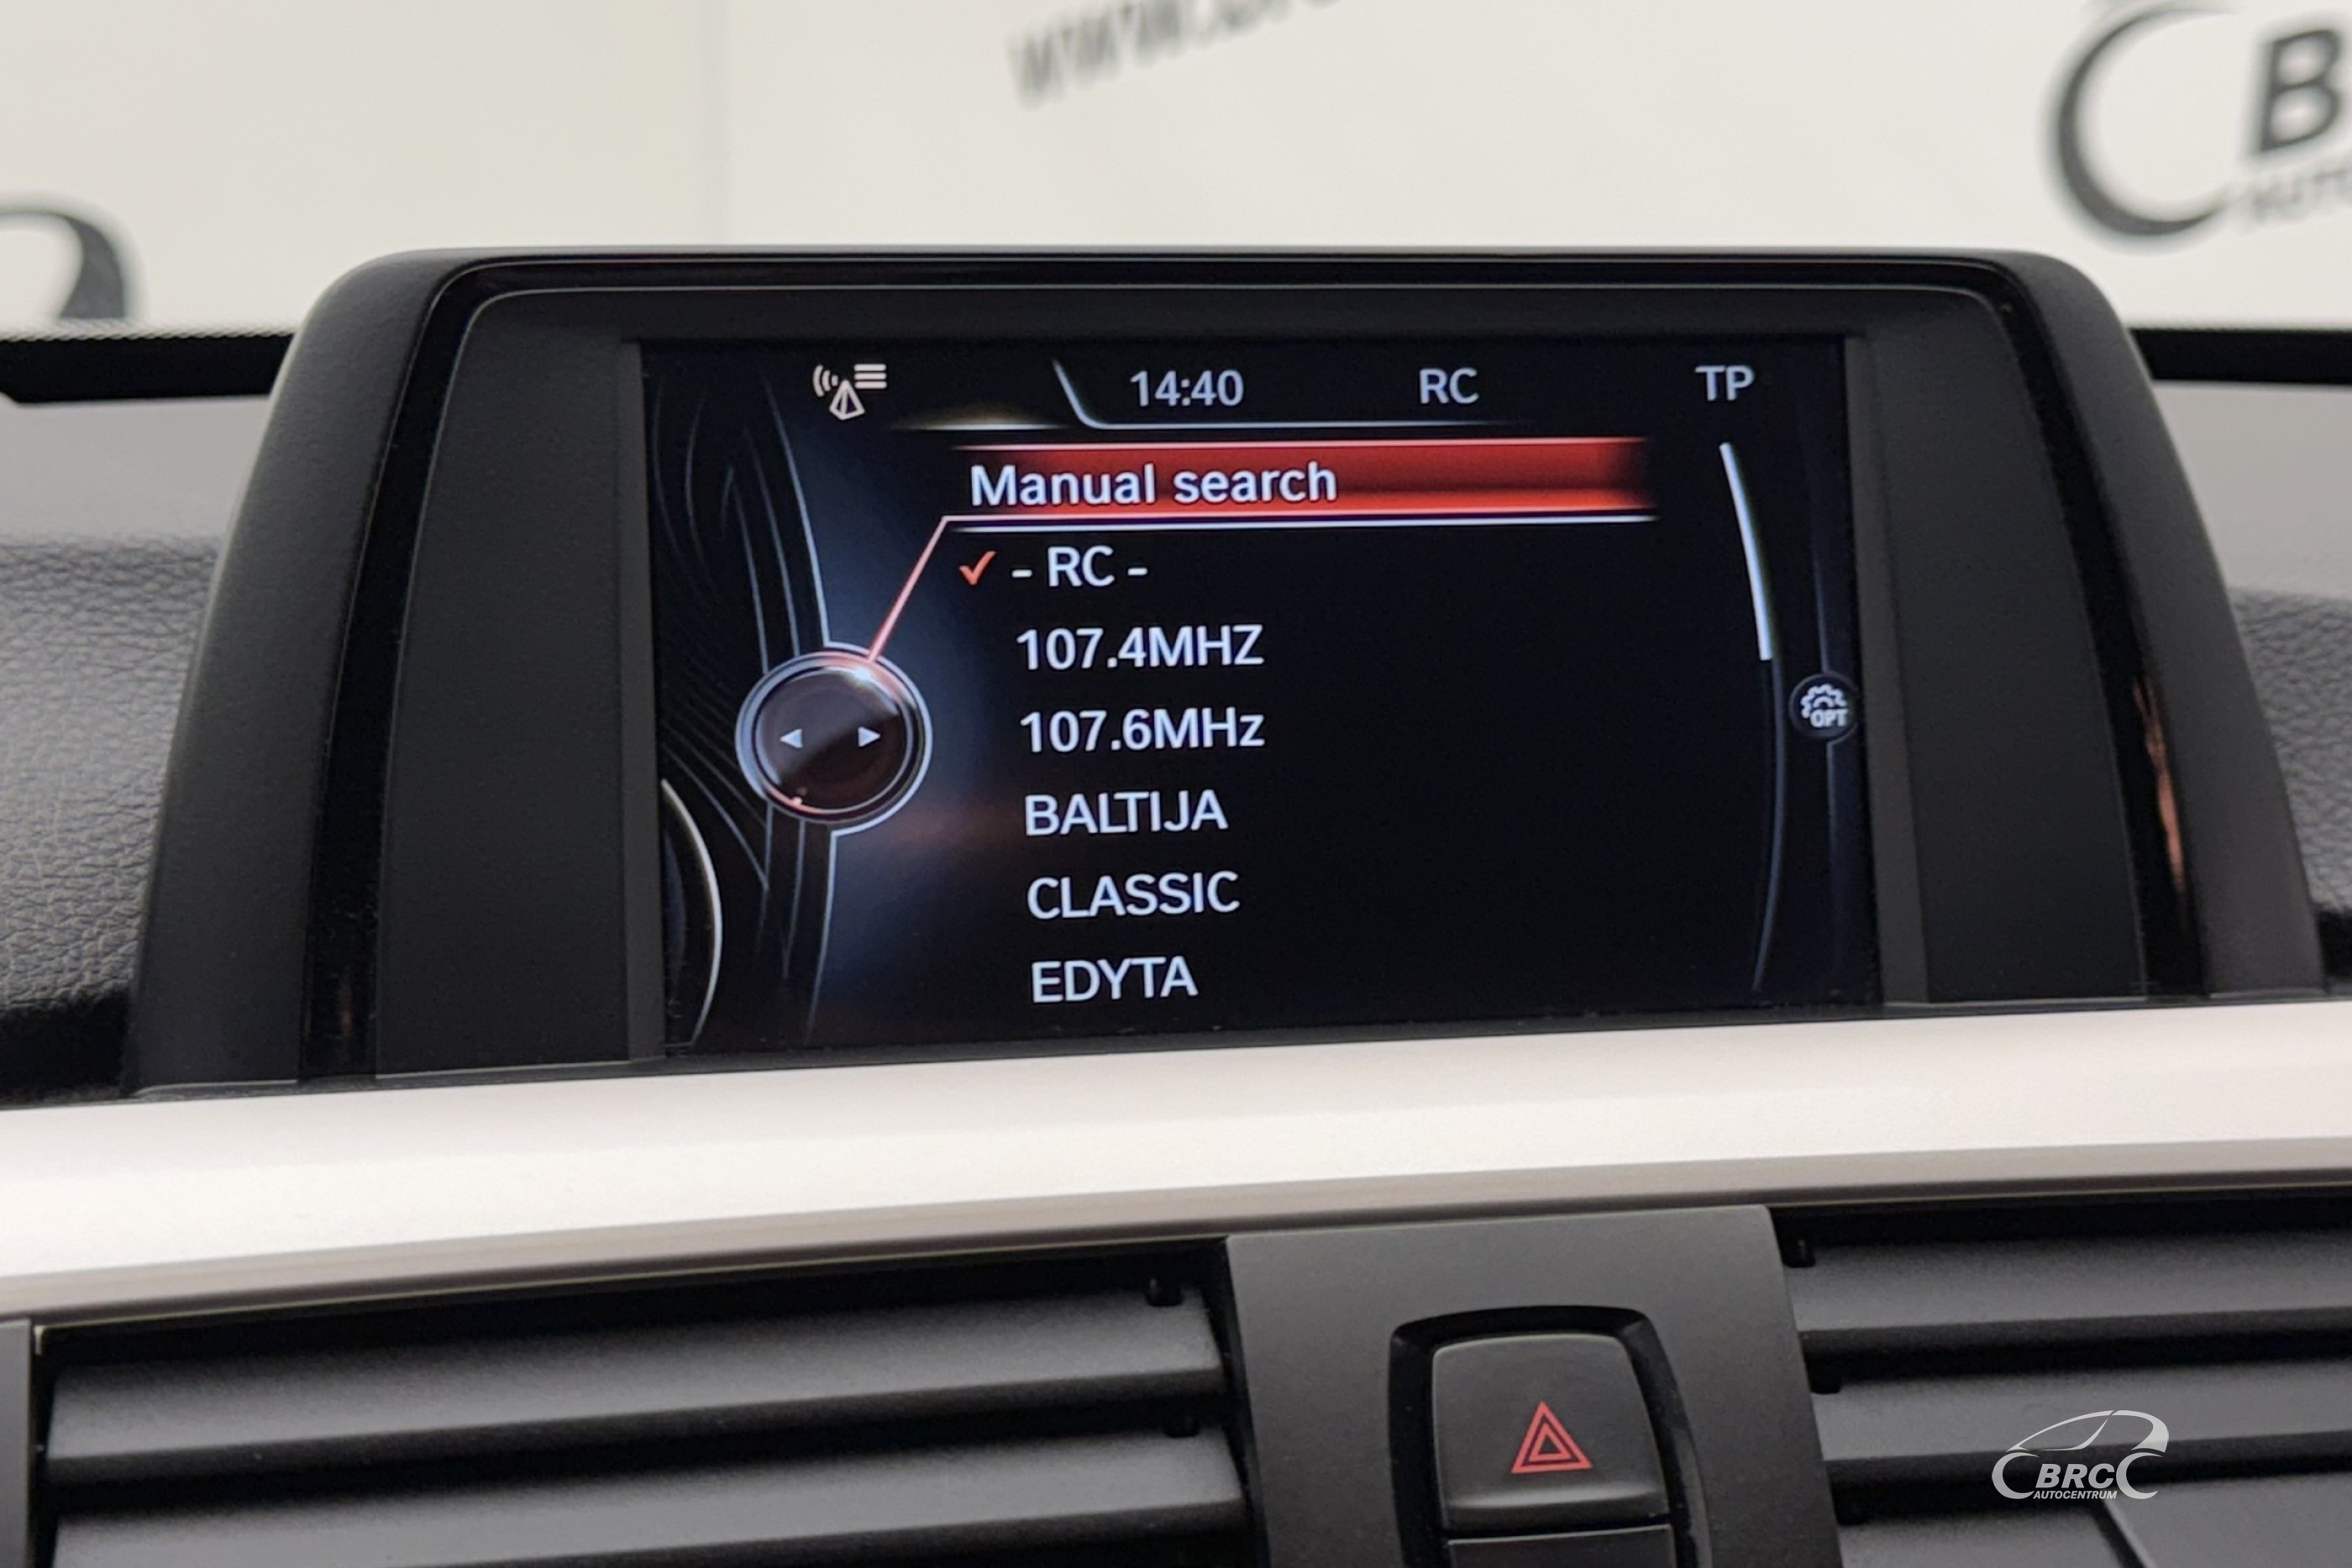 14:40 RC TP
Manual search
- RC -
107.4MHZ
107.6MHz
BALTIJA
CLASSIC
EDYTA
OPT
BRC
AUTOCENTRUM